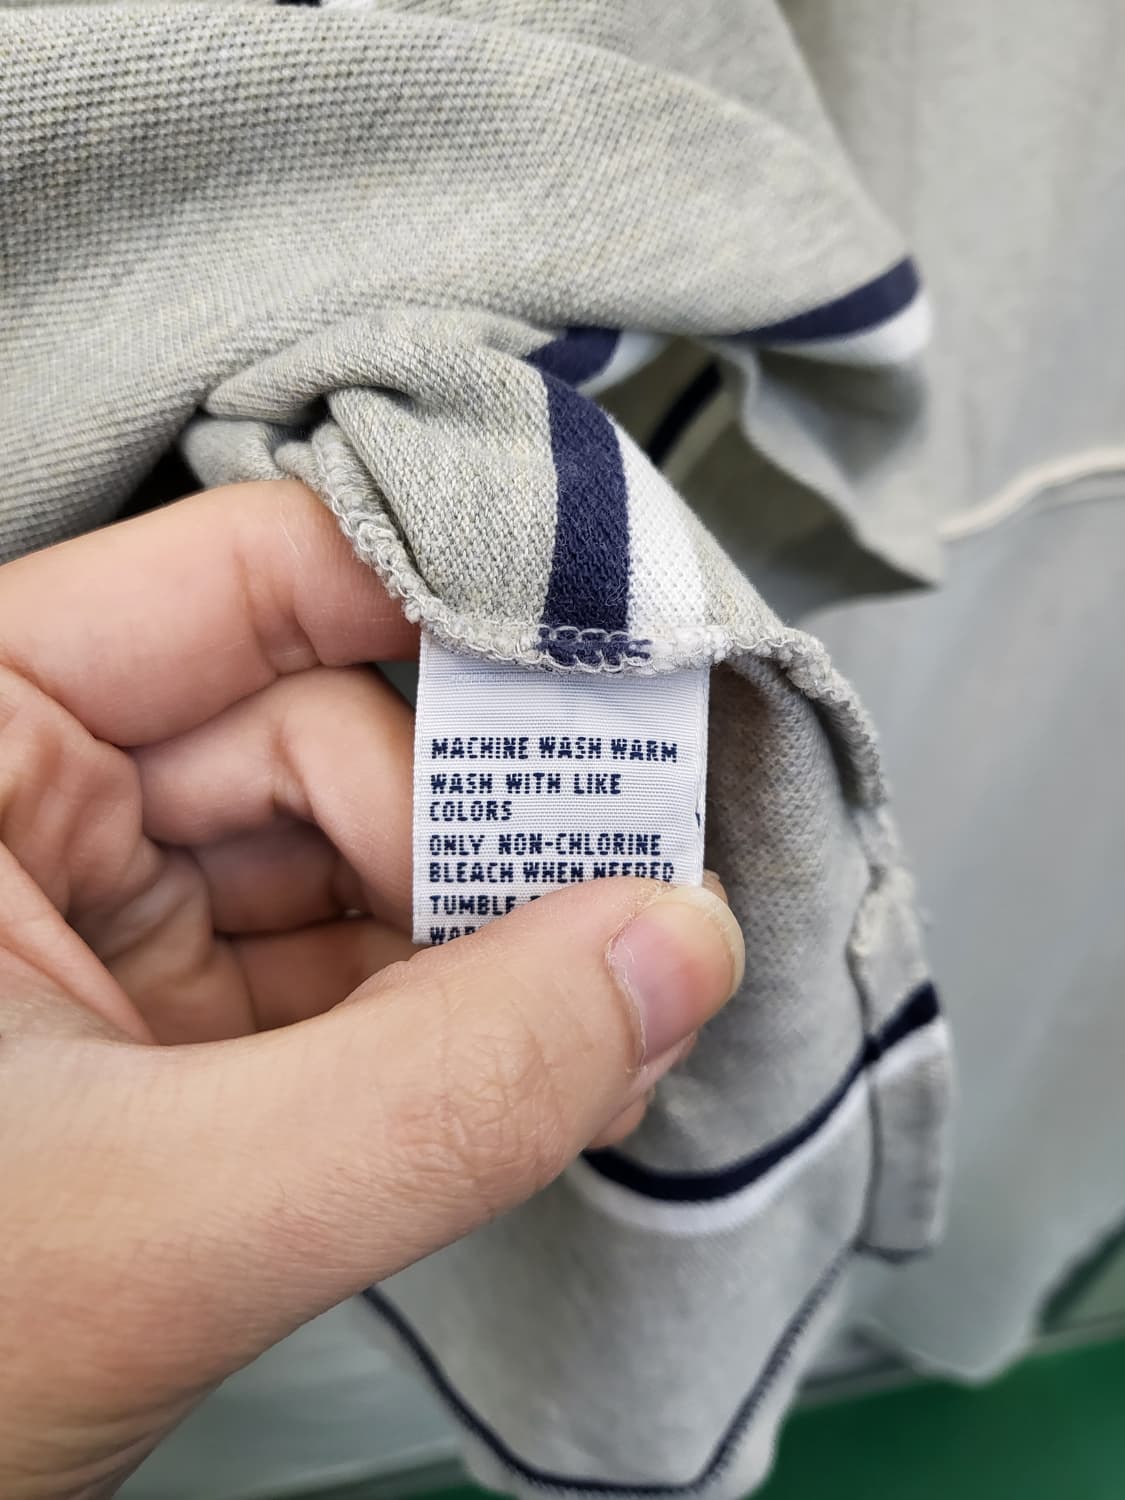 MACHINE WASH WARM
WASH WITH LIKE
COLORS
ONLY NON-CHLORINE
BLEACH WHEN NEEDED
TUMBLE